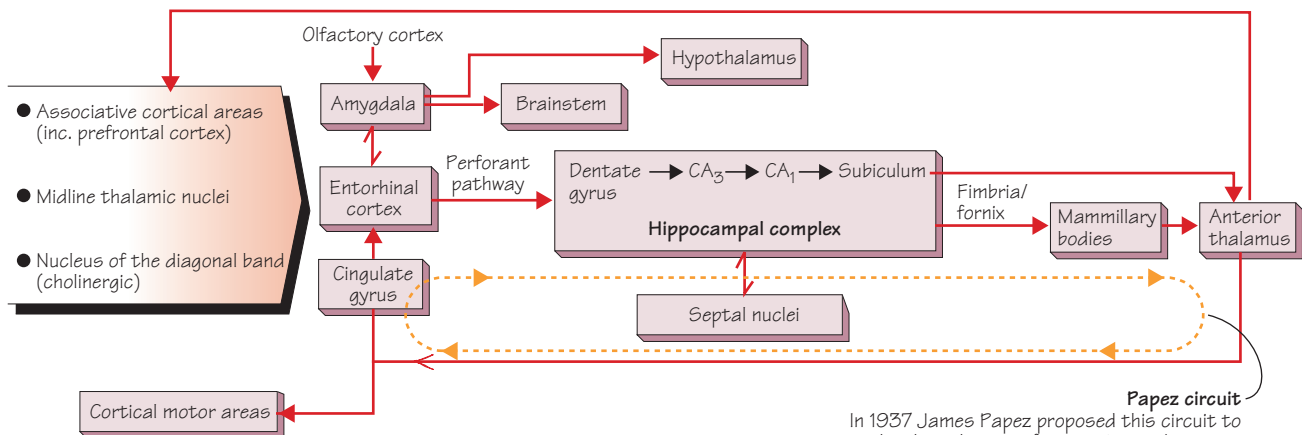 Olfactory cortex
Hypothalamus
● Associative cortical areas
(inc. prefrontal cortex)
Amygdala
Brainstem
● Midline thalamic nuclei
Entorhinal
cortex
Perforant
pathway
Dentate
gyrus
CA3
CA1
Subiculum
Hippocampal complex
Fimbria/
fornix
Mammillary
bodies
Anterior
thalamus
● Nucleus of the diagonal band
(cholinergic)
Cingulate
gyrus
Septal nuclei
Cortical motor areas
Papez circuit
In 1937 James Papez proposed this circuit to